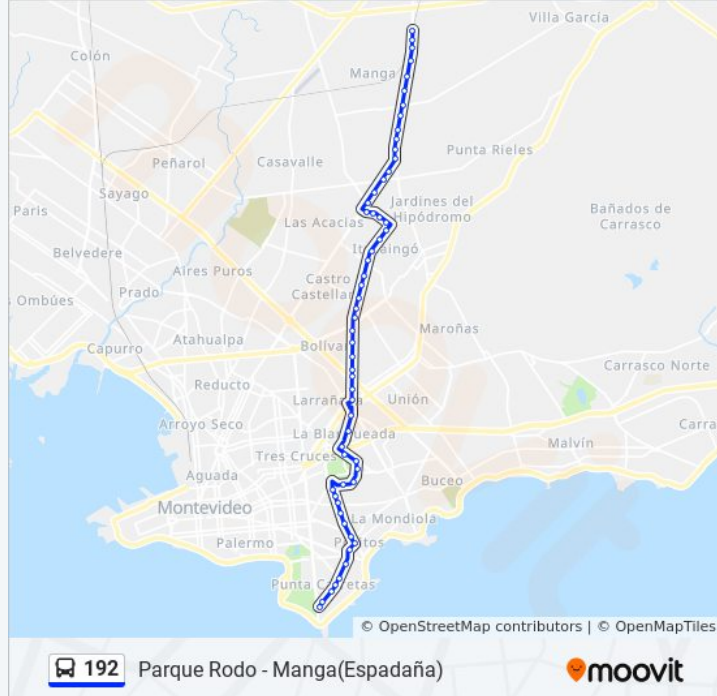 Villa García
Colón
Manga
Peñarol
Casavalle
Punta Rieles
Sayago
Jardines del
Hipódromo
Paris
Las Acacias
Bañados de
Carrasco
Belvedere
Ituzaingó
Aires Puros
s Ombúes
Prado
Castro
Castellan
Atahualpa
Maroñas
Capurro
Bolívar
Carrasco Norte
Reducto
Larrañaga
Unión
Arroyo Seco
La Blanqueada
Carra
Malvín
Tres Cruces
Aguada
Buceo
Montevideo
La Mondiola
Palermo
Pocitos
Punta Carretas
© OpenStreetMap contributors | © OpenMapTiles
192 Parque Rodo - Manga(Espadaña)
moovit